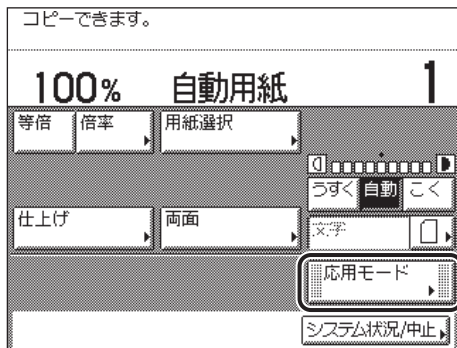 コピーできます。
100% 自動用紙 1
等倍 倍率 用紙選択
うすく 自動 こく
仕上げ 両面 文字
応用モード
システム状況/中止